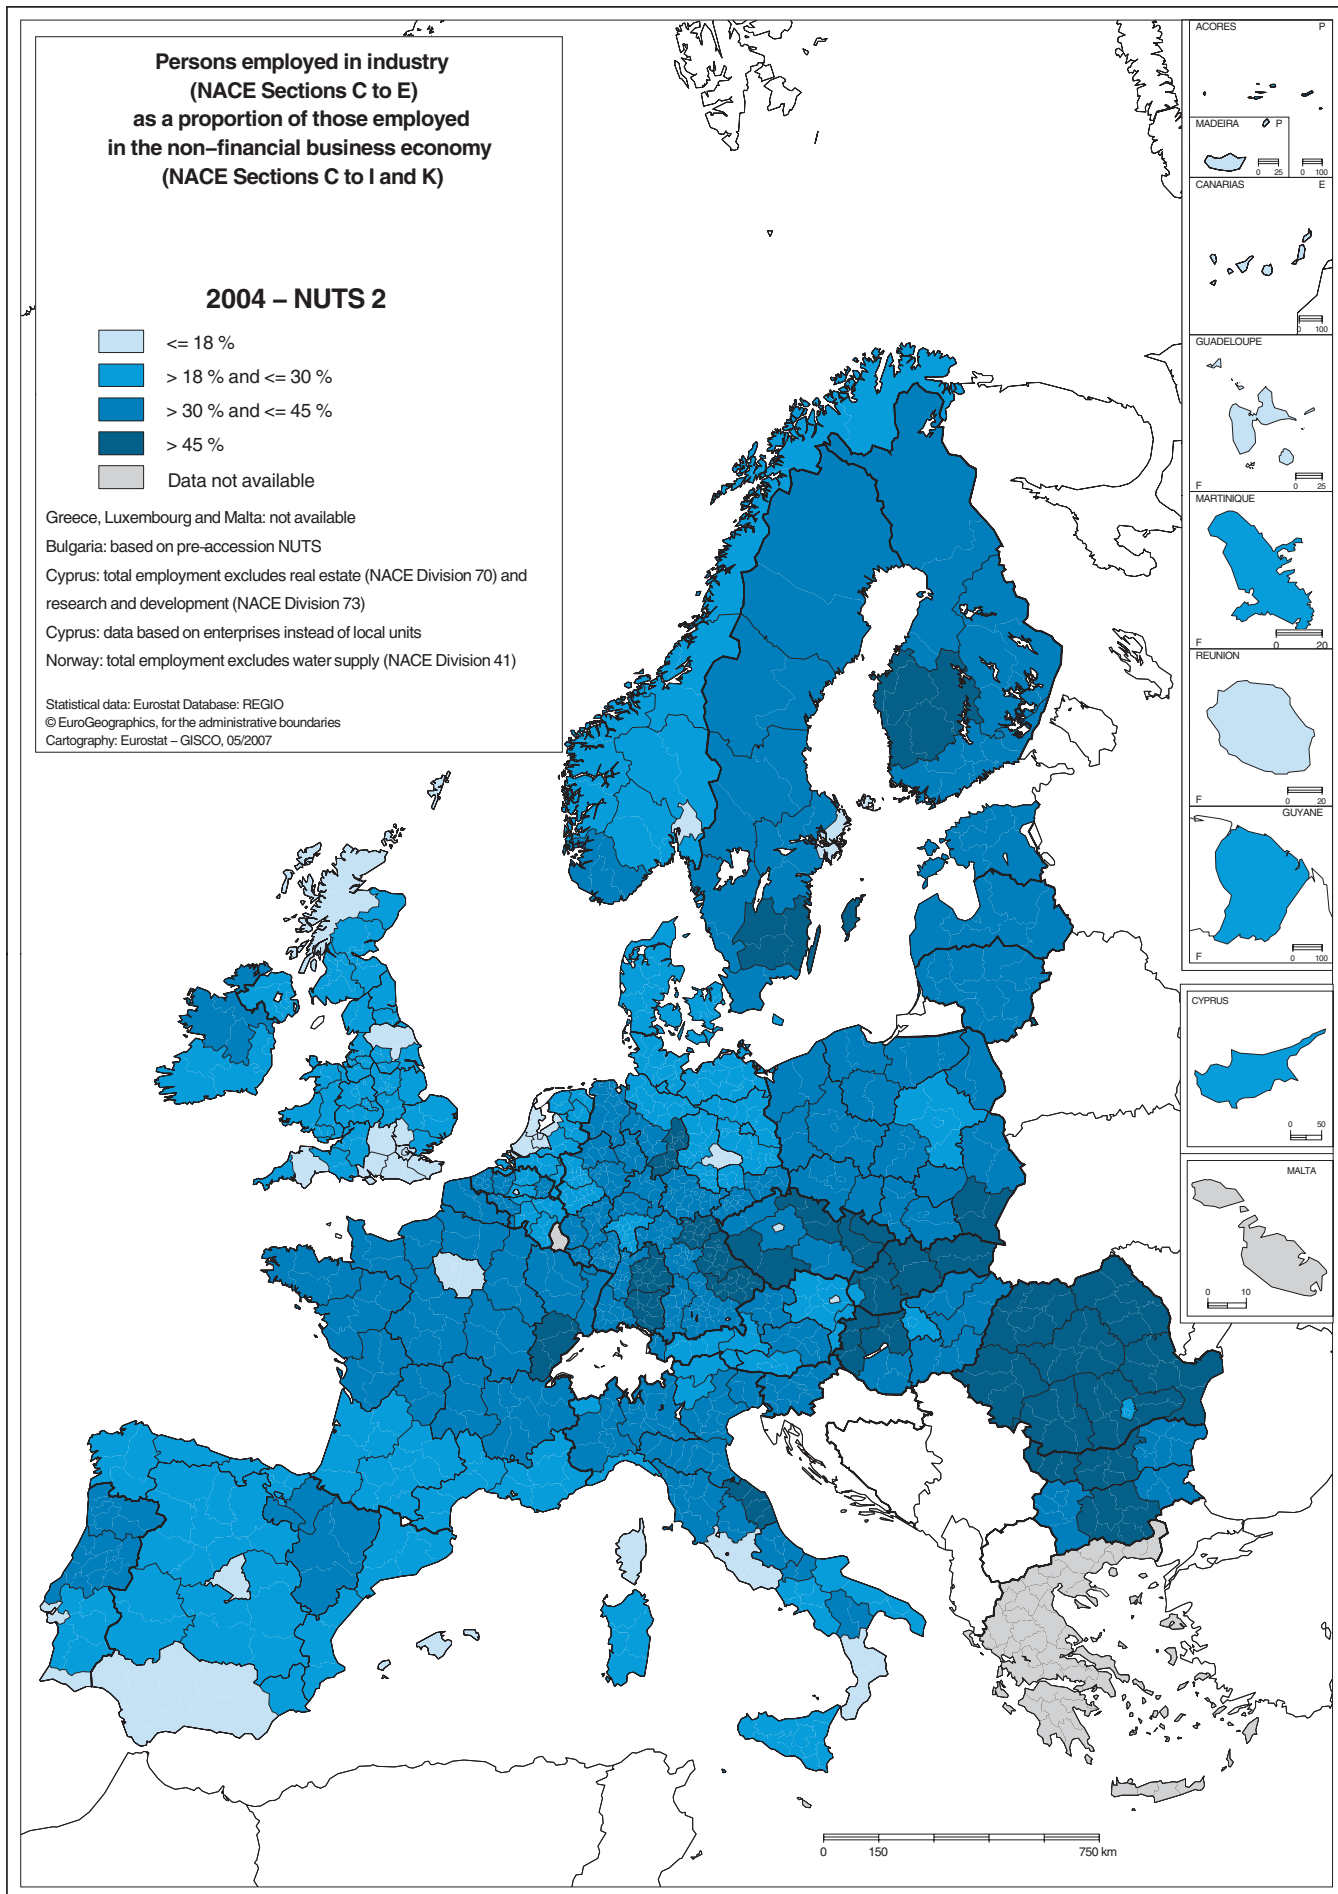 Persons employed in industry
(NACE Sections C to E)
as a proportion of those employed
in the non–financial business economy
(NACE Sections C to I and K)
2004 – NUTS 2
<= 18 %
> 18 % and <= 30 %
> 30 % and <= 45 %
> 45 %
Data not available
Greece, Luxembourg and Malta: not available
Bulgaria: based on pre-accession NUTS
Cyprus: total employment excludes real estate (NACE Division 70) and
research and development (NACE Division 73)
Cyprus: data based on enterprises instead of local units
Norway: total employment excludes water supply (NACE Division 41)
Statistical data: Eurostat Database: REGIO
© EuroGeographics, for the administrative boundaries
Cartography: Eurostat – GISCO, 05/2007
ACORES P
MADEIRA P
0 25 0 100
CANARIAS E
0 100
GUADELOUPE
F 0 25
MARTINIQUE
F 0 20
REUNION
F 0 20
GUYANE
F 0 100
CYPRUS
0 50
MALTA
0 10
0 150 750 km